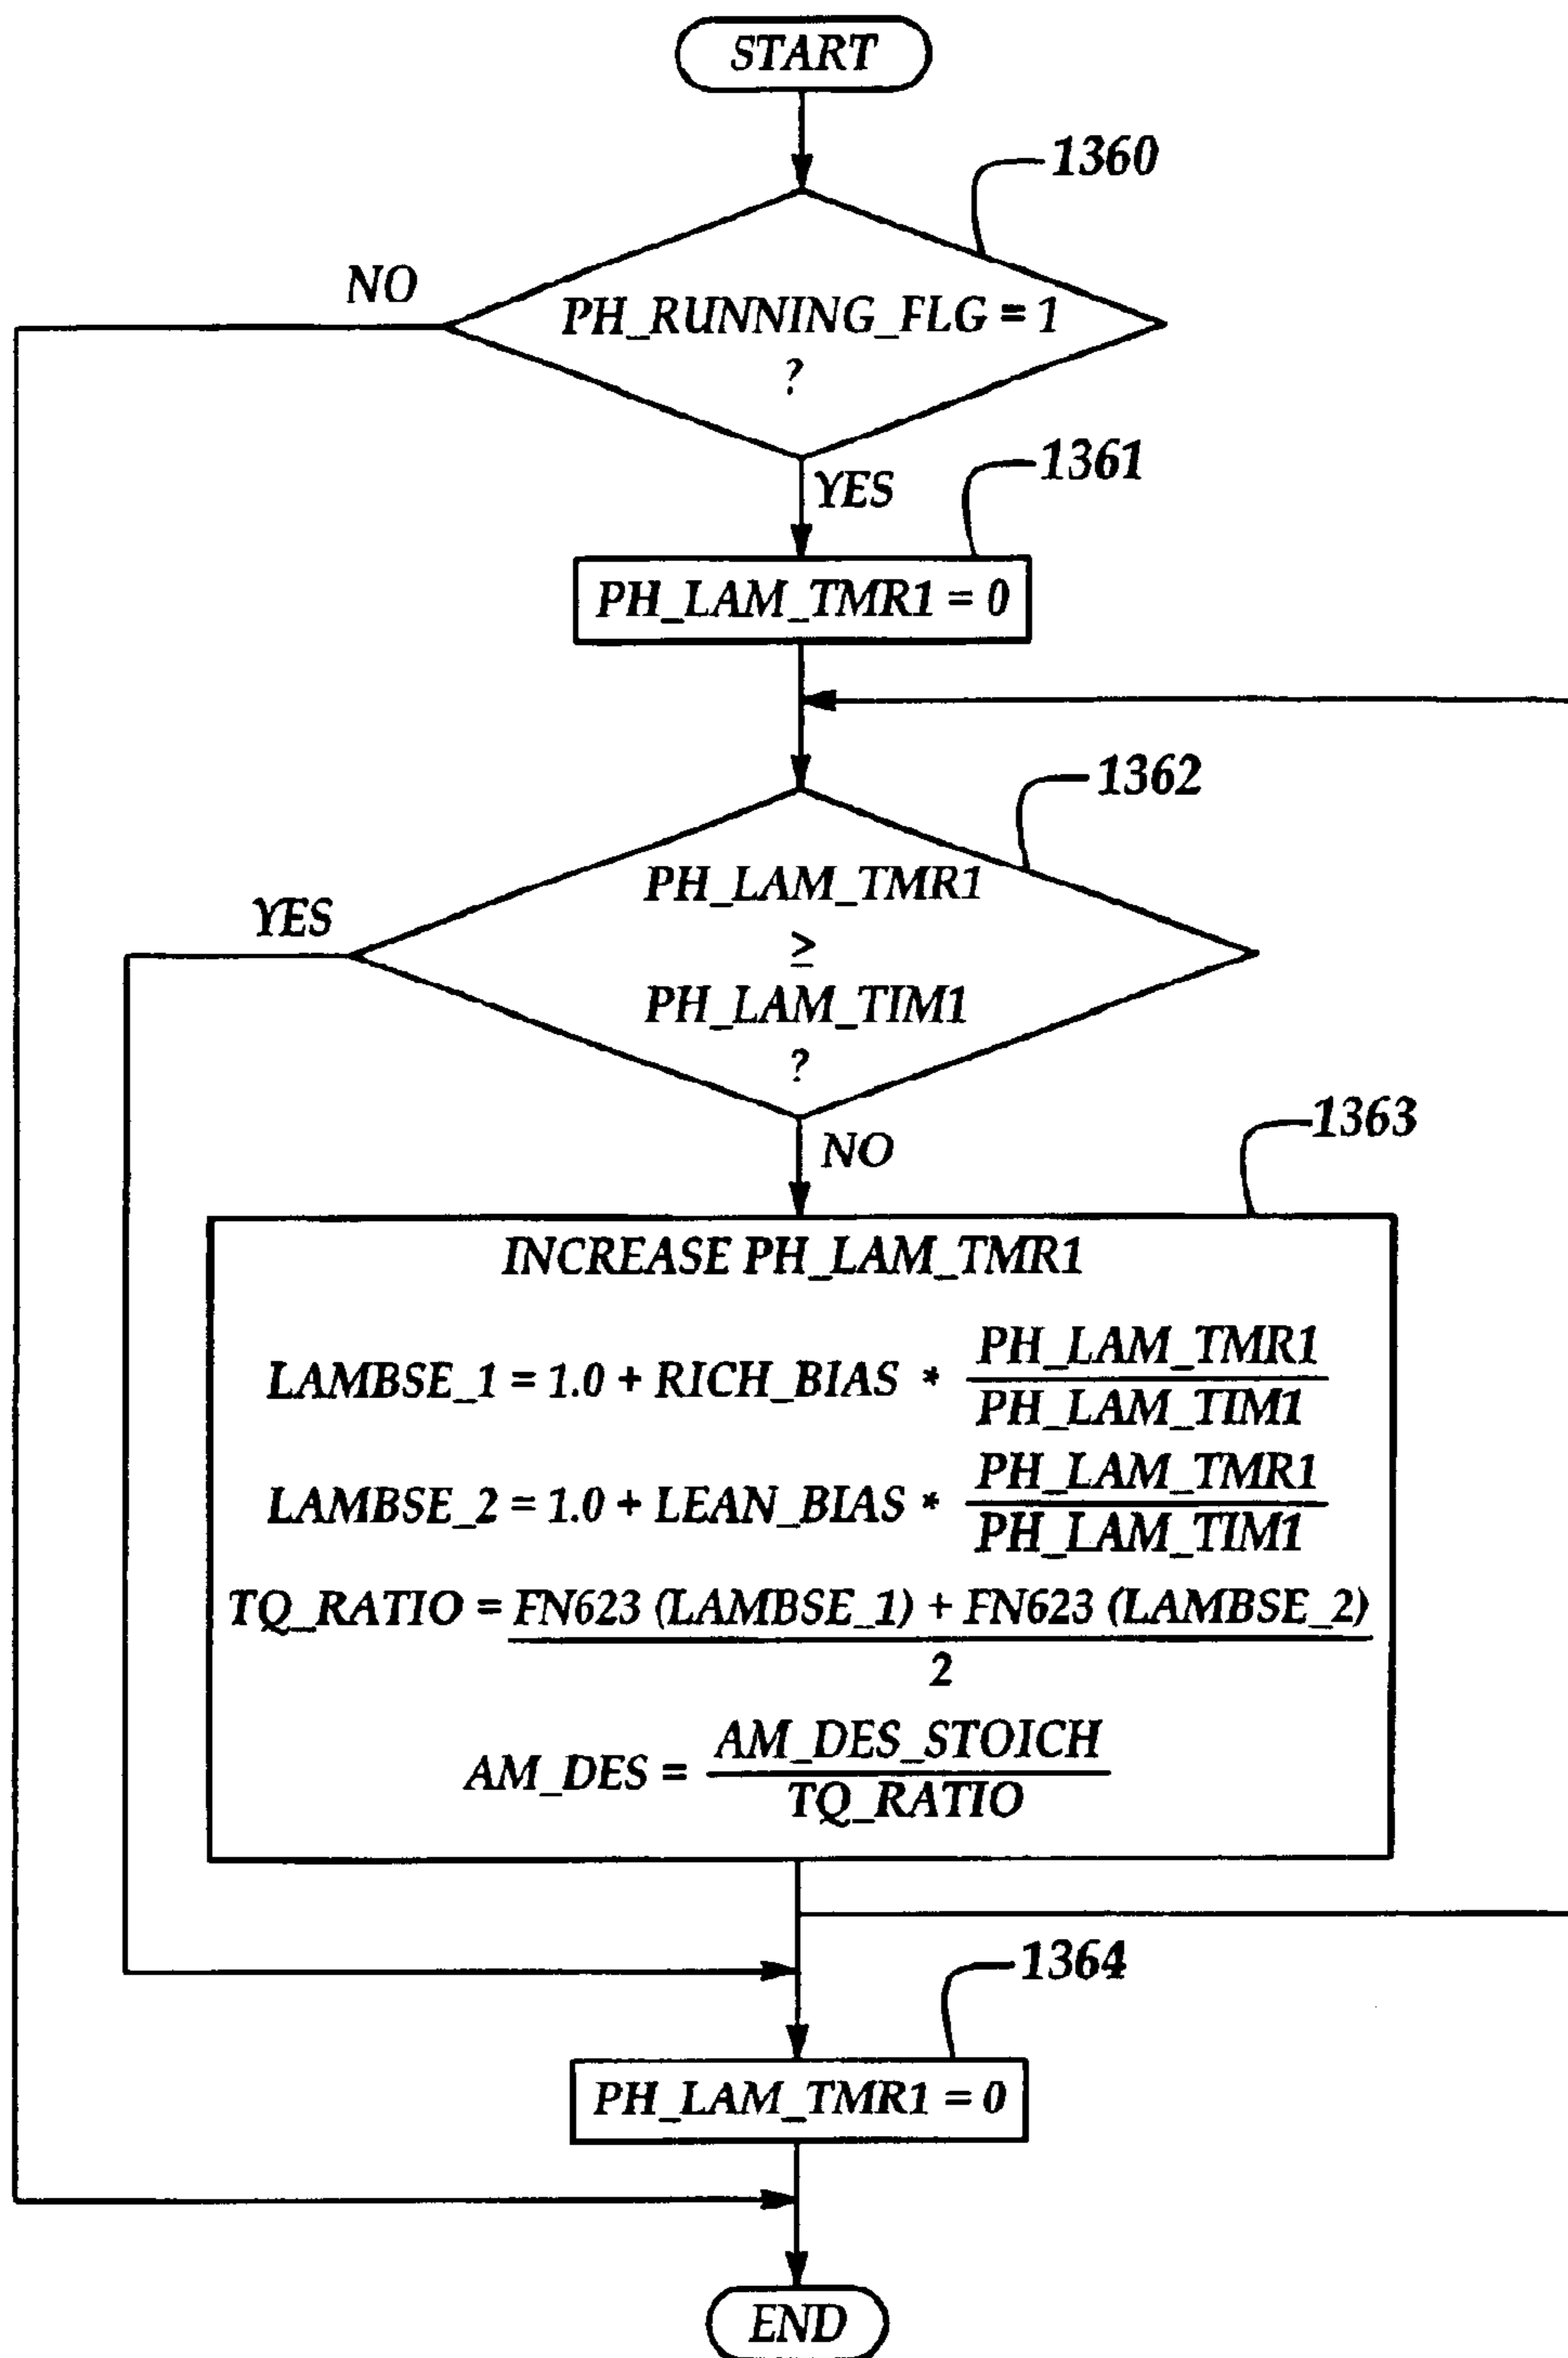 START
1360
NO
PH_RUNNING_FLG = 1
?
1361
YES
PH_LAM_TMR1 = 0
1362
YES
PH_LAM_TMR1
≥
PH_LAM_TIM1
?
1363
NO
INCREASE PH_LAM_TMR1
LAMBSE_1 = 1.0 + RICH_BIAS * PH_LAM_TMR1
PH_LAM_TIM1
LAMBSE_2 = 1.0 + LEAN_BIAS * PH_LAM_TMR1
PH_LAM_TIM1
TQ_RATIO = FN623 (LAMBSE_1) + FN623 (LAMBSE_2)
2
AM_DES = AM_DES_STOICH
TQ_RATIO
1364
PH_LAM_TMR1 = 0
END